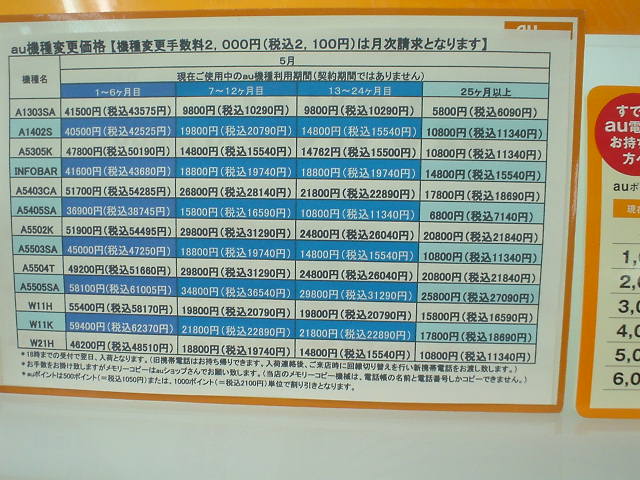 au
au機種変更価格【機種変更手数料2,000円(税込2,100円)は月次請求となります】
機種名
5月
現在ご使用中のau機種利用期間(契約期間ではありません)
1～6ヶ月目 7～12ヶ月目 13～24ヶ月目 25ヶ月以上
A1303SA 41500円(税込43575円) 9800円(税込10290円) 9800円(税込10290円) 5800円(税込6090円)
A1402S 40500円(税込42525円) 19800円(税込20790円) 14800円(税込15540円) 10800円(税込11340円)
A5305K 47800円(税込50190円) 14800円(税込15540円) 14762円(税込15500円) 10800円(税込11340円)
INFOBAR 41600円(税込43680円) 18800円(税込19740円) 18800円(税込19740円) 14800円(税込15540円)
A5403CA 51700円(税込54285円) 26800円(税込28140円) 21800円(税込22890円) 17800円(税込18690円)
A5405SA 36900円(税込38745円) 15800円(税込16590円) 10800円(税込11340円) 6800円(税込7140円)
A5502K 51900円(税込54495円) 29800円(税込31290円) 24800円(税込26040円) 20800円(税込21840円)
A5503SA 45000円(税込47250円) 18800円(税込19740円) 14800円(税込15540円) 10800円(税込11340円)
A5504T 49200円(税込51660円) 29800円(税込31290円) 24800円(税込26040円) 20800円(税込21840円)
A5505SA 58100円(税込61005円) 34800円(税込36540円) 29800円(税込31290円) 25800円(税込27090円)
W11H 55400円(税込58170円) 19800円(税込20790円) 19800円(税込20790円) 15800円(税込16590円)
W11K 59400円(税込62370円) 21800円(税込22890円) 21800円(税込22890円) 17800円(税込18690円)
W21H 46200円(税込48510円) 18800円(税込19740円) 14800円(税込15540円) 10800円(税込11340円)
*18時までの受付で翌日、入荷となります。(旧携帯電話はお持ち帰りできます。入荷連絡後、ご来店時に回線切り替えを行い新携帯電話をお渡し致します。)
*お手数をお掛け致しますがメモリーコピーはauショップさんでお願い致します。(当店のメモリーコピー機械は、電話帳の名前と電話番号しかコピーできません。)
*auポイントは500ポイント(=税込1050円)または、1000ポイント(=税込2100円)単位で割り引きとなります。
すで
au電
お持
方へ
auポ
現在
1,0
2,0
3,0
4,0
5,0
6,0